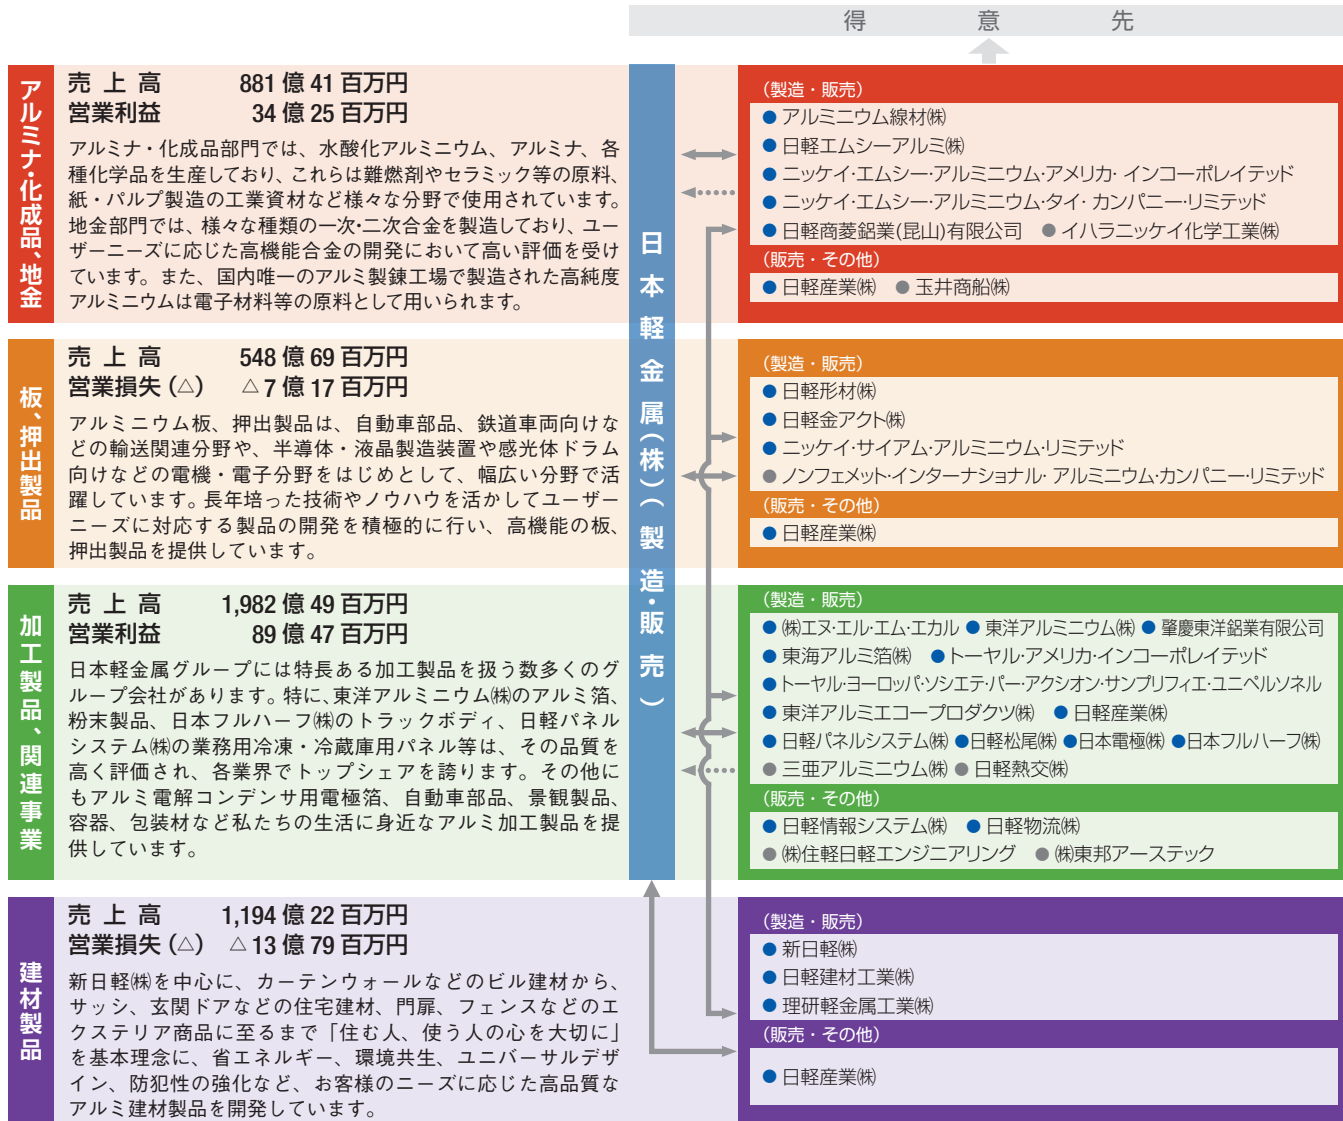 得意先
アルミナ・化成品、地金
売上高 881億41百万円
営業利益 34億25百万円
アルミナ・化成品部門では、水酸化アルミニウム、アルミナ、各
種化学品を生産しており、これらは難燃剤やセラミック等の原料、
紙・パルプ製造の工業資材など様々な分野で使用されています。
地金部門では、様々な種類の一次・二次合金を製造しており、ユー
ザーニーズに応じた高機能合金の開発において高い評価を受け
ています。また、国内唯一のアルミ製錬工場で製造された高純度
アルミニウムは電子材料等の原料として用いられます。
日本軽金属(株)(製造・販売)
(製造・販売)
● アルミニウム線材㈱
● 日軽エムシーアルミ㈱
● ニッケイ・エムシー・アルミニウム・アメリカ・インコーポレイテッド
● ニッケイ・エムシー・アルミニウム・タイ・カンパニー・リミテッド
● 日軽商菱鋁業(昆山)有限公司 ● イハラニッケイ化学工業㈱
(販売・その他)
● 日軽産業㈱ ● 玉井商船㈱
板、押出製品
売上高 548億69百万円
営業損失(△) △7億17百万円
アルミニウム板、押出製品は、自動車部品、鉄道車両向けな
どの輸送関連分野や、半導体・液晶製造装置や感光体ドラム
向けなどの電機・電子分野をはじめとして、幅広い分野で活
躍しています。長年培った技術やノウハウを活かしてユーザー
ニーズに対応する製品の開発を積極的に行い、高機能の板、
押出製品を提供しています。
(製造・販売)
● 日軽形材㈱
● 日軽金アクト㈱
● ニッケイ・サイアム・アルミニウム・リミテッド
● ノンフェメット・インターナショナル・アルミニウム・カンパニー・リミテッド
(販売・その他)
● 日軽産業㈱
加工製品、関連事業
売上高 1,982億49百万円
営業利益 89億47百万円
日本軽金属グループには特長ある加工製品を扱う数多くのグ
ループ会社があります。特に、東洋アルミニウム㈱のアルミ箔、
粉末製品、日本フルハーフ㈱のトラックボディ、日軽パネル
システム㈱の業務用冷凍・冷蔵庫用パネル等は、その品質を
高く評価され、各業界でトップシェアを誇ります。その他に
もアルミ電解コンデンサ用電極箔、自動車部品、景観製品、
容器、包装材など私たちの生活に身近なアルミ加工製品を提
供しています。
(製造・販売)
● ㈱エヌ・エル・エム・エカル ● 東洋アルミニウム㈱ ● 肇慶東洋鋁業有限公司
● 東海アルミ箔㈱ ● トーヤル・アメリカ・インコーポレイテッド
● トーヤル・ヨーロッパ・ソシエテ・パー・アクシオン・サンプリフィエ・ユニペルソネル
● 東洋アルミエコープロダクツ㈱ ● 日軽産業㈱
● 日軽パネルシステム㈱ ● 日軽松尾㈱ ● 日本電極㈱ ● 日本フルハーフ㈱
● 三亜アルミニウム㈱ ● 日軽熱交㈱
(販売・その他)
● 日軽情報システム㈱ ● 日軽物流㈱
● ㈱住軽日軽エンジニアリング ● ㈱東邦アーステック
建材製品
売上高 1,194億22百万円
営業損失(△) △13億79百万円
新日軽㈱を中心に、カーテンウォールなどのビル建材から、
サッシ、玄関ドアなどの住宅建材、門扉、フェンスなどのエ
クステリア商品に至るまで「住む人、使う人の心を大切に」
を基本理念に、省エネルギー、環境共生、ユニバーサルデザ
イン、防犯性の強化など、お客様のニーズに応じた高品質な
アルミ建材製品を開発しています。
(製造・販売)
● 新日軽㈱
● 日軽建材工業㈱
● 理研軽金属工業㈱
(販売・その他)
● 日軽産業㈱